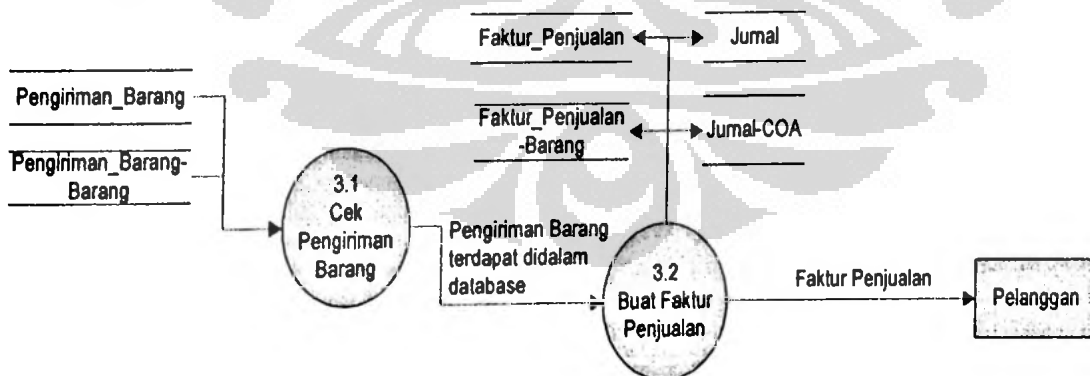 Faktur_Penjualan
Jurnal
Pengiriman_Barang
Faktur_Penjualan
-Barang
Jurnal-COA
Pengiriman_Barang-
Barang
3.1
Cek
Pengiriman
Barang
Pengiriman Barang
terdapat didalam
database
3.2
Buat Faktur
Penjualan
Faktur Penjualan
Pelanggan